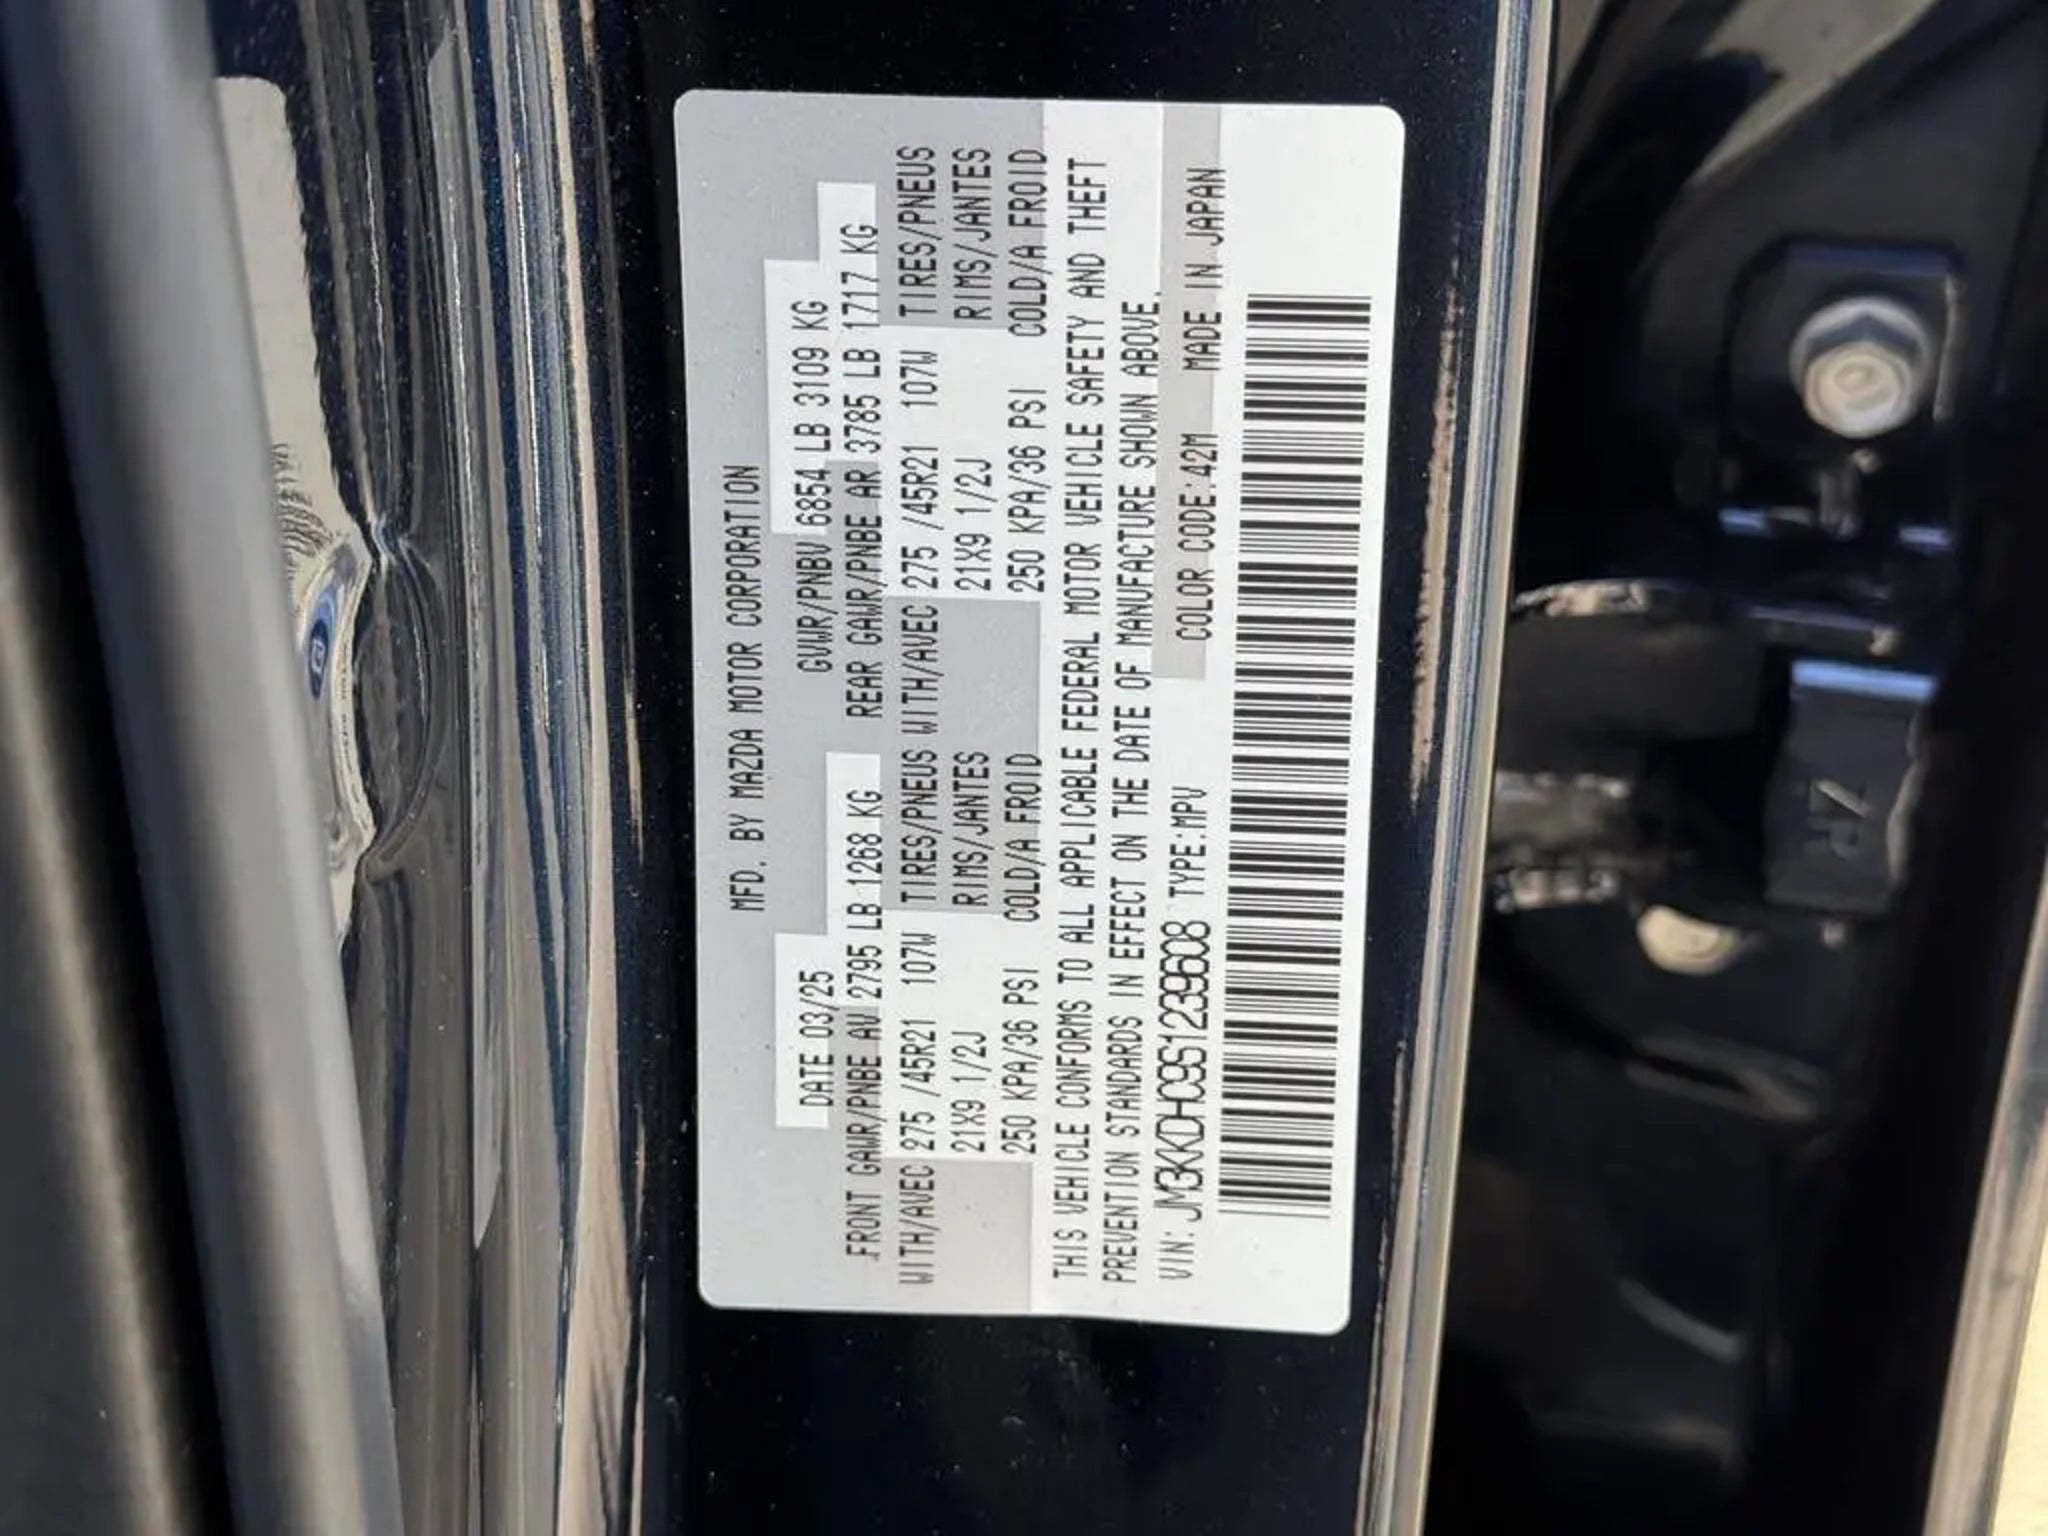 MFD. BY MAZDA MOTOR CORPORATION
DATE 03/25 GVWR/PNBV 6854 LB 3109 KG
FRONT GAWR/PNBE AV 2795 LB 1268 KG REAR GAWR/PNBE AR 3785 LB 1717 KG
WITH/AVEC 275 /45R21 107W TIRES/PNEUS WITH/AVEC 275 /45R21 107W TIRES/PNEUS
21X9 1/2J RIMS/JANTES 21X9 1/2J RIMS/JANTES
250 KPA/36 PSI COLD/A FROID 250 KPA/36 PSI COLD/A FROID
THIS VEHICLE CONFORMS TO ALL APPLICABLE FEDERAL MOTOR VEHICLE SAFETY AND THEFT
PREVENTION STANDARDS IN EFFECT ON THE DATE OF MANUFACTURE SHOWN ABOVE.
VIN: JM3KKDHC9S1239608 TYPE:MPV COLOR CODE:42M MADE IN JAPAN